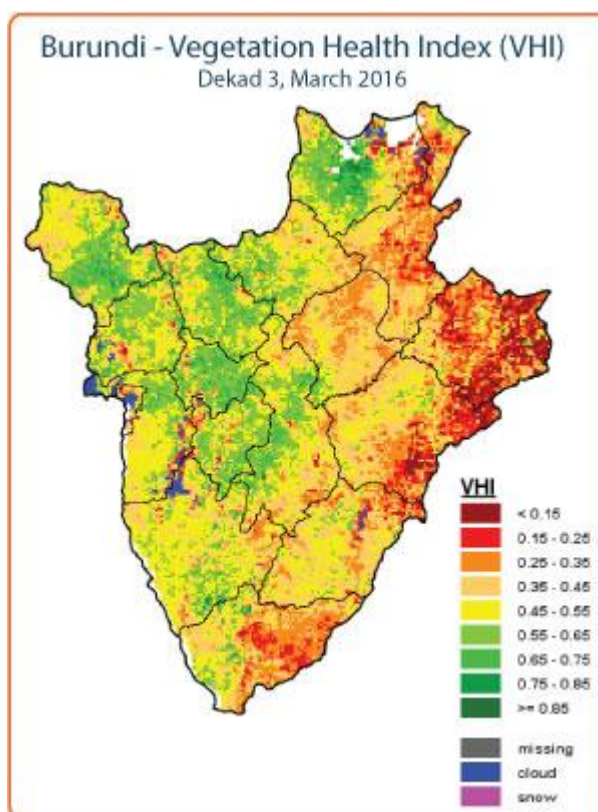 Burundi - Vegetation Health Index (VHI)
Dekad 3, March 2016
VHI
< 0.15
0.15 - 0.25
0.25 - 0.35
0.35 - 0.45
0.45 - 0.55
0.55 - 0.65
0.65 - 0.75
0.75 - 0.85
>= 0.85
missing
cloud
snow